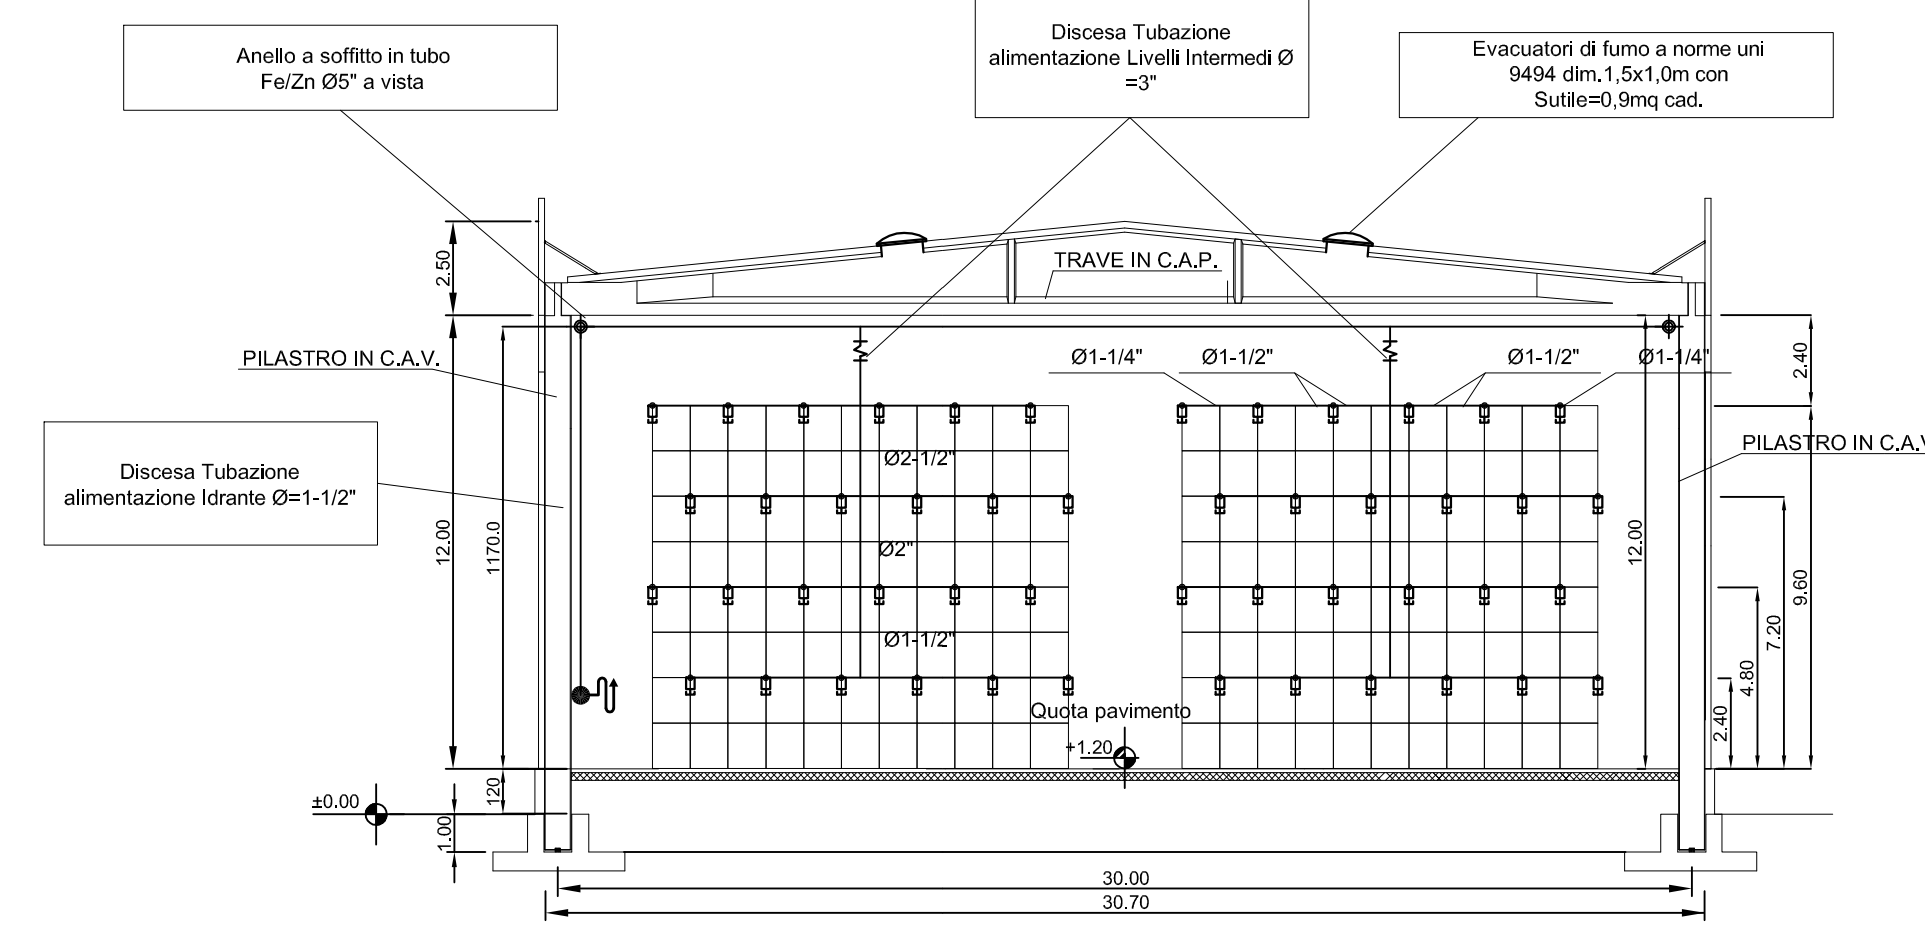 Anello a soffitto in tubo
Fe/Zn Ø5" a vista
Discesa Tubazione
alimentazione Livelli Intermedi Ø
=3"
Evacuatori di fumo a norme uni
9494 dim.1,5x1,0m con
Sutile=0,9mq cad.
2.50
TRAVE IN C.A.P.
PILASTRO IN C.A.V.
Ø1-1/4"
Ø1-1/2"
Ø1-1/2"
Ø1-1/4"
2.40
PILASTRO IN C.A.V
Discesa Tubazione
alimentazione Idrante Ø=1-1/2"
Ø2-1/2"
12.00
1170.0
Ø2"
12.00
9.60
7.20
Ø1-1/2"
4.80
2.40
Quota pavimento
+1.20
±0.00
120
1.00
30.00
30.70